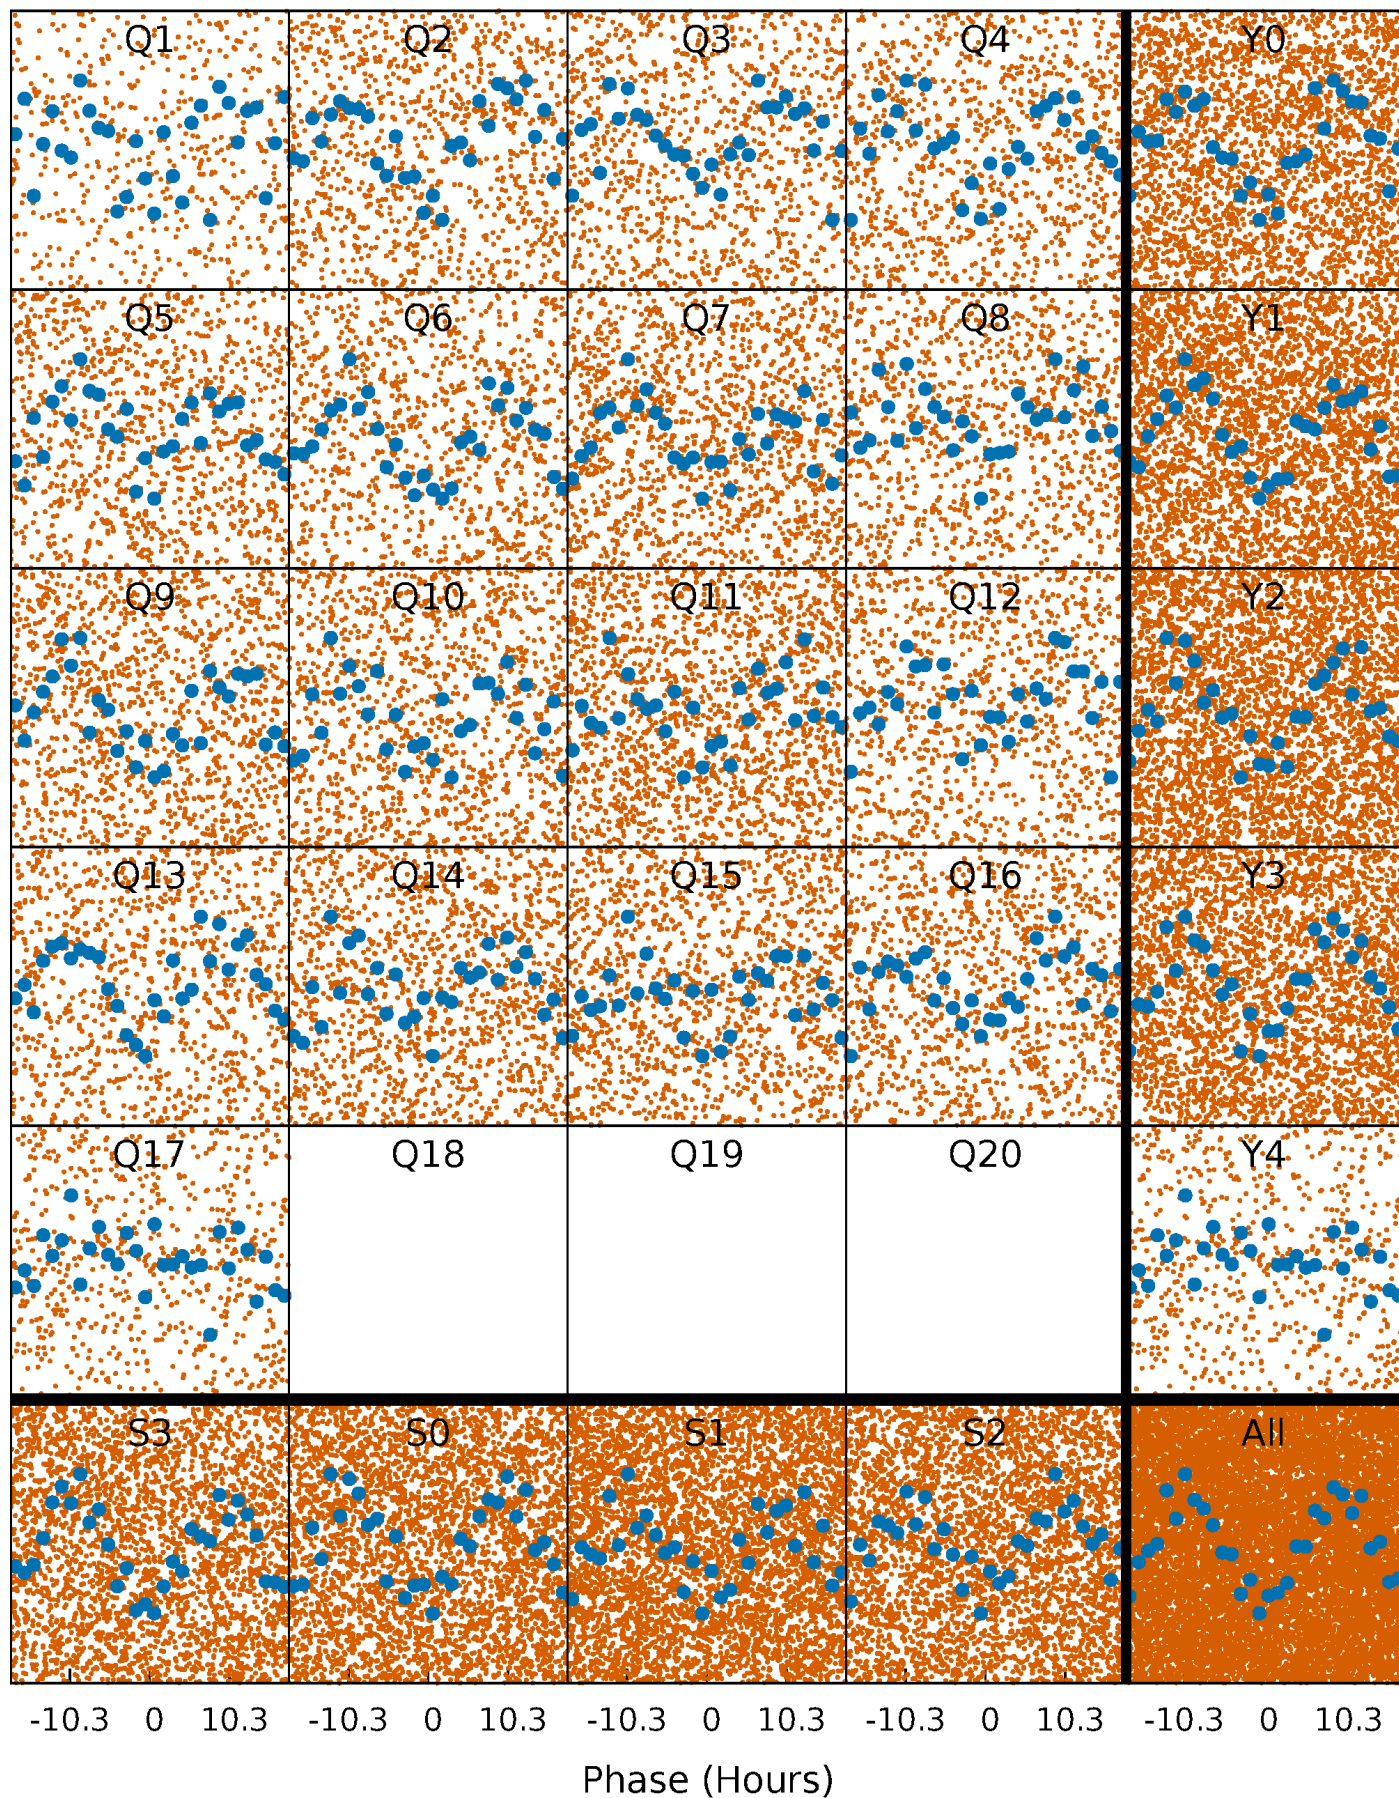 Q1 Q2 Q3 Q4 Y0
Q5 Q6 Q7 Q8 Y1
Q9 Q10 Q11 Q12 Y2
Q13 Q14 Q15 Q16 Y3
Q17 Q18 Q19 Q20 Y4
S3 S0 S1 S2 All
-10.3 0 10.3 -10.3 0 10.3 -10.3 0 10.3 -10.3 0 10.3 -10.3 0 10.3
Phase (Hours)